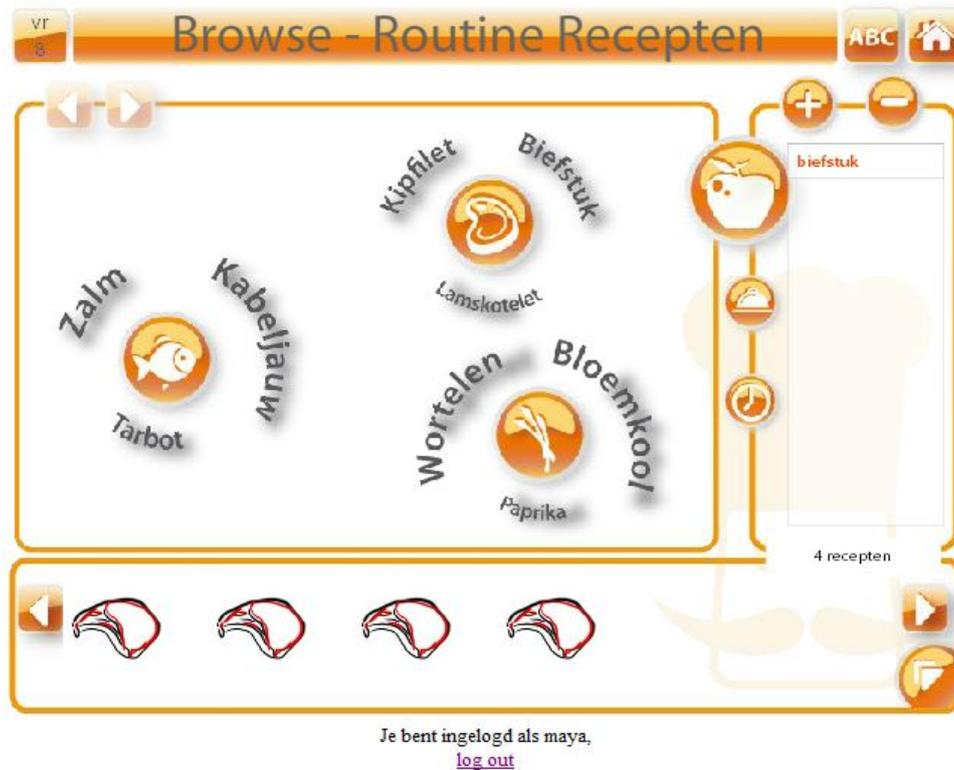 vr
8
Browse - Routine Recepten
ABC
Kipfilet
Biefstuk
Lamskotelet
Zalm
Kabeljauw
Tarbot
Wortelen
Bloemkool
Paprika
biefstuk
4 recepten
Je bent ingelogd als maya,
log out